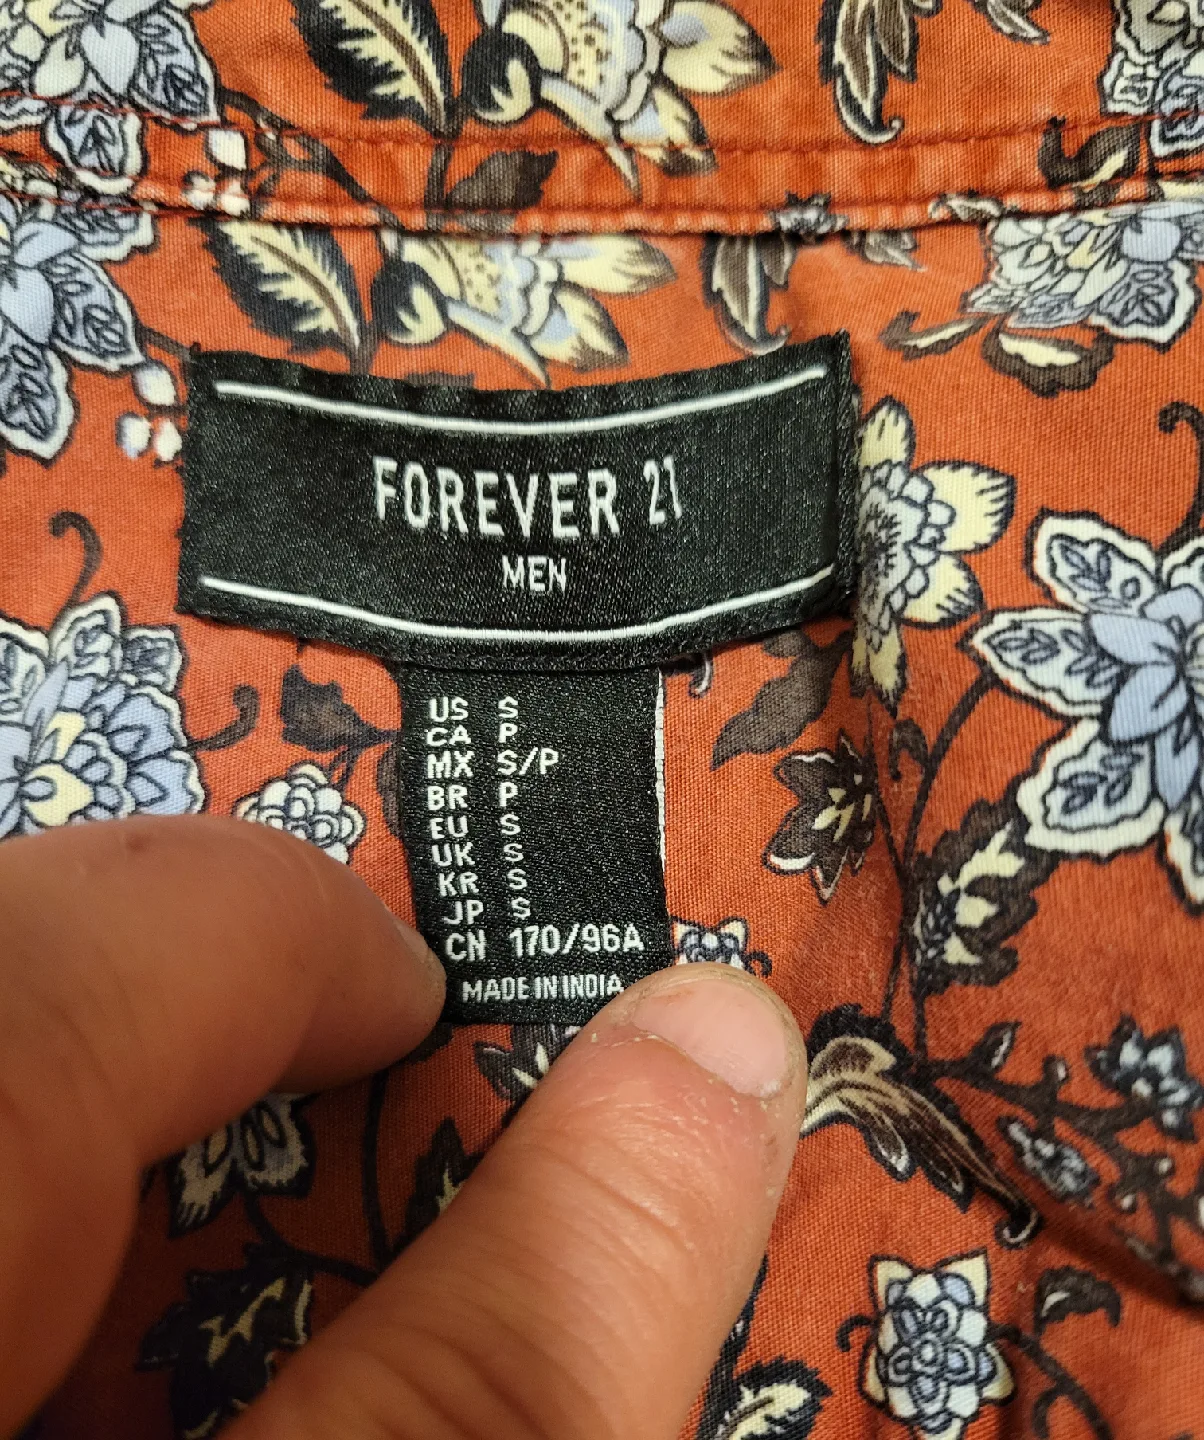 FOREVER 21
MEN
US S
CA P
MX S/P
BR P
EU S
UK S
KR S
JP S
CN 170/96A
MADE IN INDIA